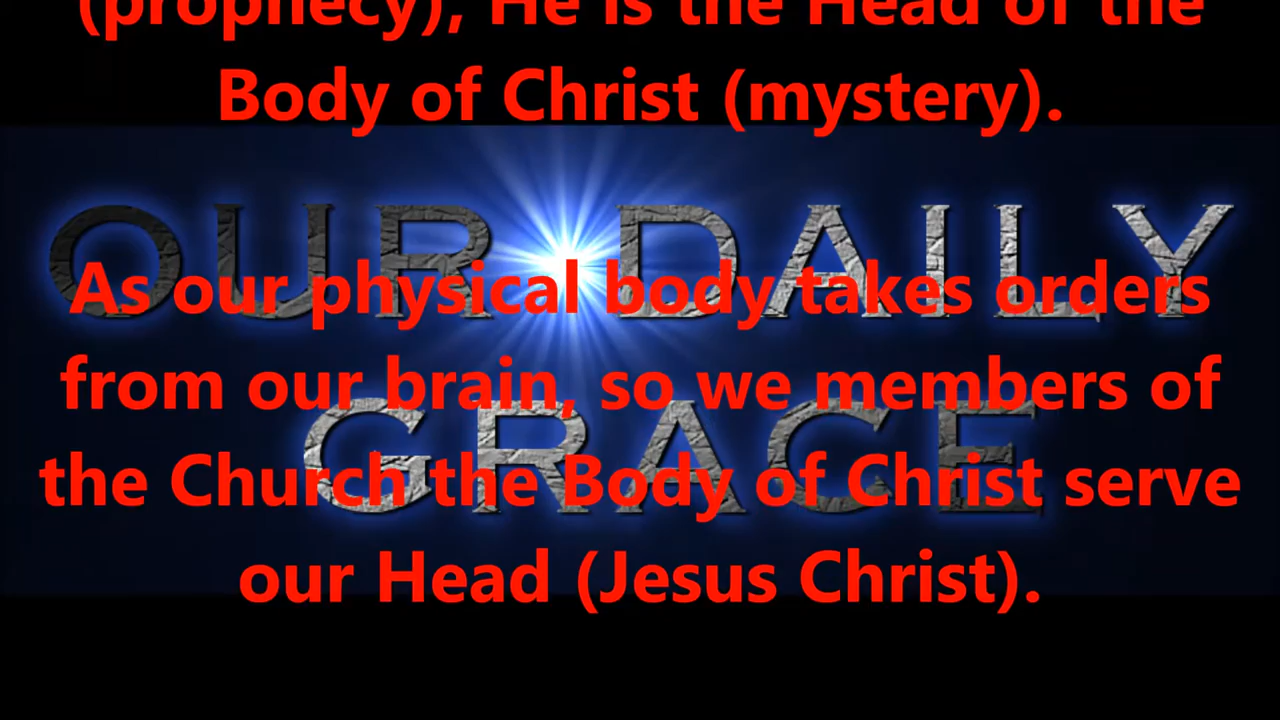 (prophecy), He is the Head of the
Body of Christ (mystery).
OUR DAILY
As our physical body takes orders
from our brain, so we members of
GRACE
the Church the Body of Christ serve
our Head (Jesus Christ).